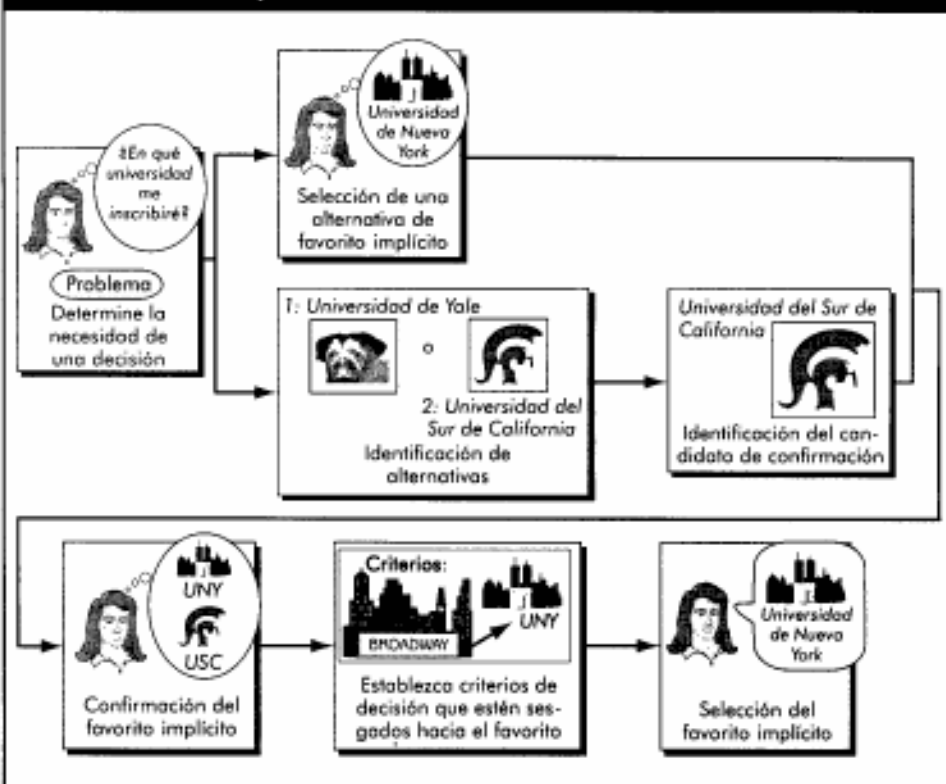 ¿En qué
universidad
me
inscribiré?
Problema
Determine la
necesidad de
una decisión
Universidad
de Nueva
York
Selección de una
alternativa de
favorito implícito
1: Universidad de Yale
o
2: Universidad del
Sur de California
Identificación de
alternativas
Universidad del Sur de
California
Identificación del can-
didato de confirmación
UNY
USC
Confirmación del
favorito implícito
Criterios:
BROADWAY
UNY
Establezca criterios de
decisión que estén ses-
gados hacia el favorito
Universidad
de Nueva
York
Selección del
favorito implícito